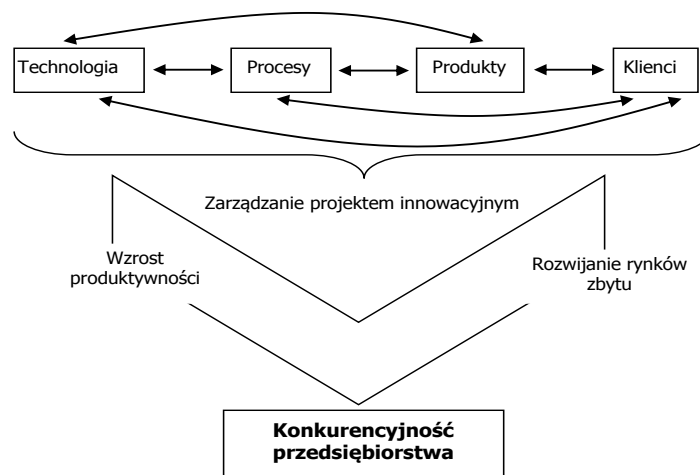 Technologia
Procesy
Produkty
Klienci
Zarządzanie projektem innowacyjnym
Wzrost
produktywności
Rozwijanie rynków
zbytu
Konkurencyjność
przedsiębiorstwa